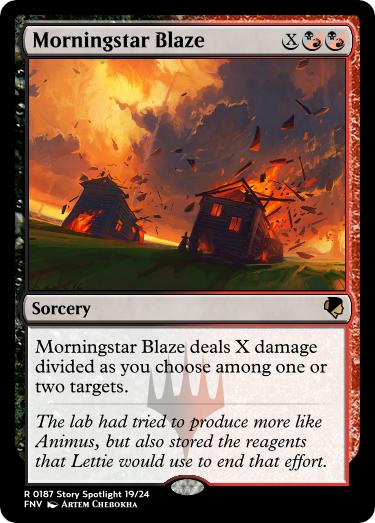 Morningstar Blaze X
Sorcery
Morningstar Blaze deals X damage
divided as you choose among one or
two targets.
The lab had tried to produce more like
Animus, but also stored the reagents
that Lettie would use to end that effort.
R 0187 Story Spotlight 19/24
FNV Artem Chebokha